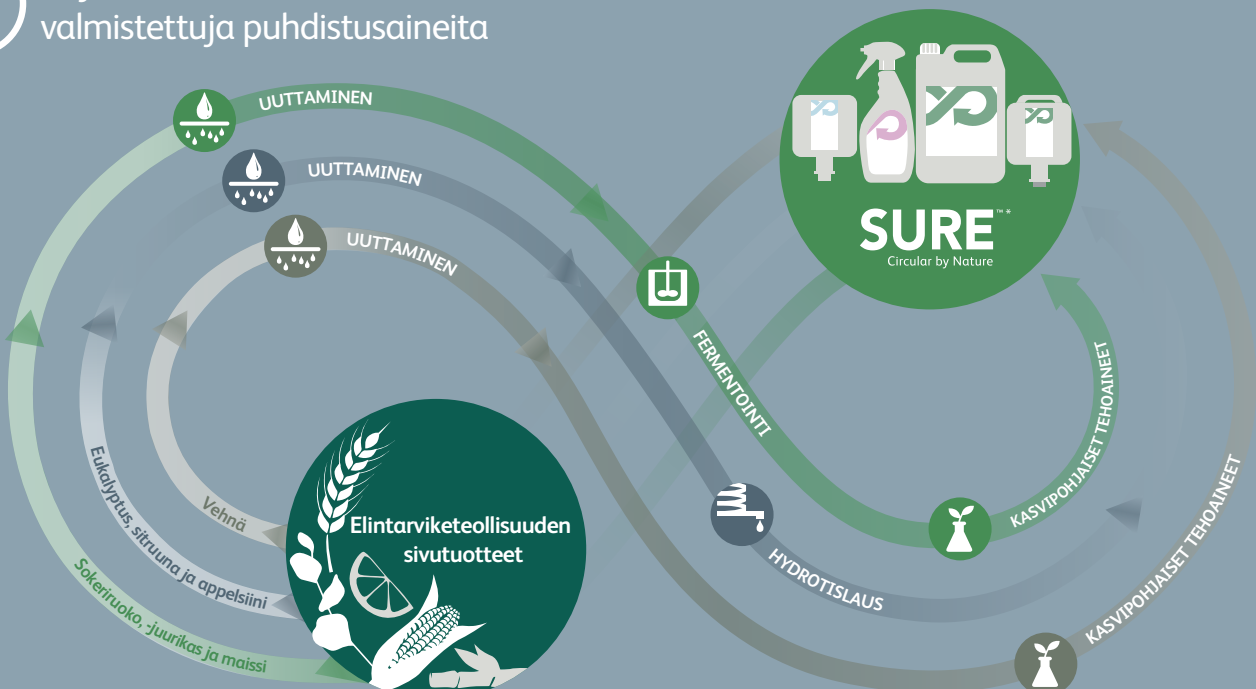 valmistettuja puhdistusaineita
UUTTAMINEN
UUTTAMINEN
UUTTAMINEN
SURE™*
Circular by Nature
FERMENTOINTI
KASVIPOHJAISET TEHOAINEET
KASVIPOHJAISET TEHOAINEET
HYDROTISLAUS
Elintarviketeollisuuden
sivutuotteet
Vehnä
Eukalyptus, sitruuna ja appelsiini
Sokeriruoko, -juurikas ja maissi